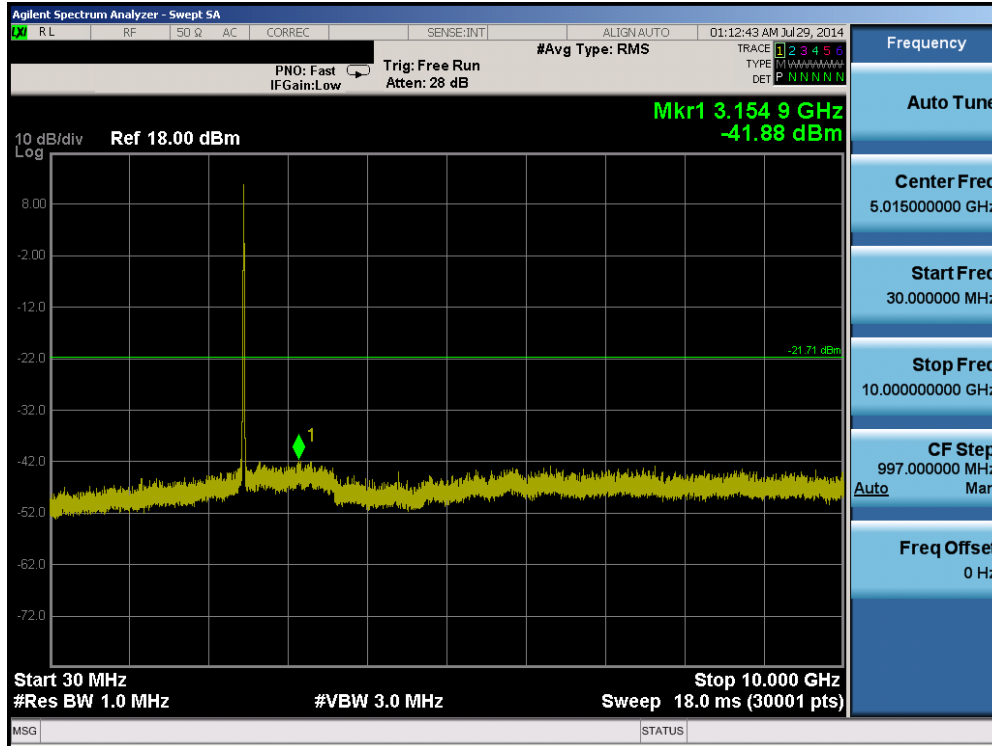 Agilent Spectrum Analyzer - Swept SA
LXI RL RF 50 Ω AC CORREC SENSE:INT ALIGN AUTO 01:12:43 AM Jul 29, 2014
#Avg Type: RMS
TRACE 1 2 3 4 5 6
TYPE M
DET P N N N N N
PNO: Fast
IFGain:Low
Trig: Free Run
Atten: 28 dB
Mkr1 3.154 9 GHz
-41.88 dBm
10 dB/div
Log
Ref 18.00 dBm
8.00
-2.00
-12.0
-22.0
-32.0
-42.0
-52.0
-62.0
-72.0
-21.71 dBm
1
Start 30 MHz
Stop 10.000 GHz
#Res BW 1.0 MHz
#VBW 3.0 MHz
Sweep 18.0 ms (30001 pts)
MSG
STATUS
Frequency
Auto Tune
Center Freq
5.015000000 GHz
Start Freq
30.000000 MHz
Stop Freq
10.000000000 GHz
CF Step
997.000000 MHz
Auto Man
Freq Offset
0 Hz